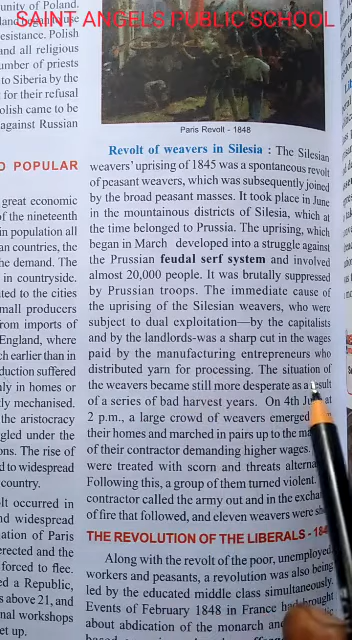 SAINT ANGELS PUBLIC SCHOOL
unity of Poland.
use
esistance. Polish
and all religious
umber of priests
to Siberia by the
for their refusal
olish came to be
against Russian
POPULAR
great economic
of the nineteenth
in population all
an countries, the
he demand. The
in countryside.
ted to the cities
mall producers
rom imports of
England, where
ch earlier than in
duction suffered
nly in homes or
tly mechanised.
the aristocracy
gled under the
ons. The rise of
d to widespread
country.
lt occurred in
nd widespread
ation of Paris
erected and the
forced to flee.
ed a Republic,
s above 21, and
nal workshops
et up.
Paris Revolt - 1848
Revolt of weavers in Silesia : The Silesian
weavers' uprising of 1845 was a spontaneous revolt
of peasant weavers, which was subsequently joined
by the broad peasant masses. It took place in June
in the mountainous districts of Silesia, which at
the time belonged to Prussia. The uprising, which
began in March developed into a struggle against
the Prussian feudal serf system and involved
almost 20,000 people. It was brutally suppressed
by Prussian troops. The immediate cause of
the uprising of the Silesian weavers, who were
subject to dual exploitation—by the capitalists
and by the landlords-was a sharp cut in the wages
paid by the manufacturing entrepreneurs who
distributed yarn for processing. The situation of
the weavers became still more desperate as a result
of a series of bad harvest years. On 4th June at
2 p.m., a large crowd of weavers emerged
their homes and marched in pairs up to the
of their contractor demanding higher wages.
were treated with scorn and threats
Following this, a group of them turned violent.
contractor called the army out and in the
of fire that followed, and eleven weavers were
THE REVOLUTION OF THE LIBERALS -
Along with the revolt of the poor, unemployed
workers and peasants, a revolution was also being
led by the educated middle class simultaneously.
Events of February 1848 in France had brought
about abdication of the monarch and